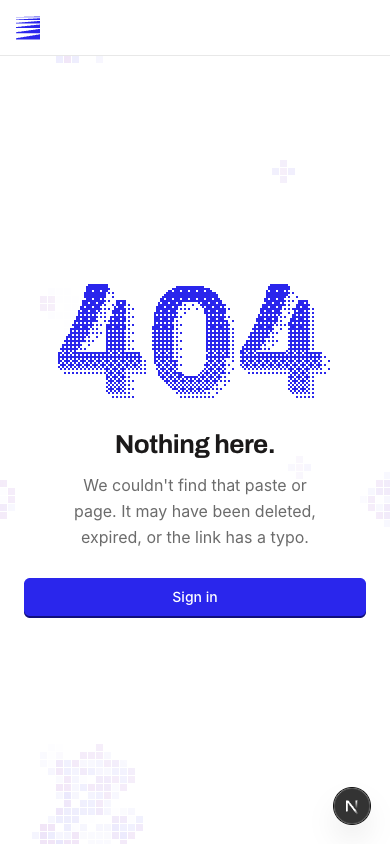 404
Nothing here.
We couldn't find that paste or
page. It may have been deleted,
expired, or the link has a typo.
Sign in
N